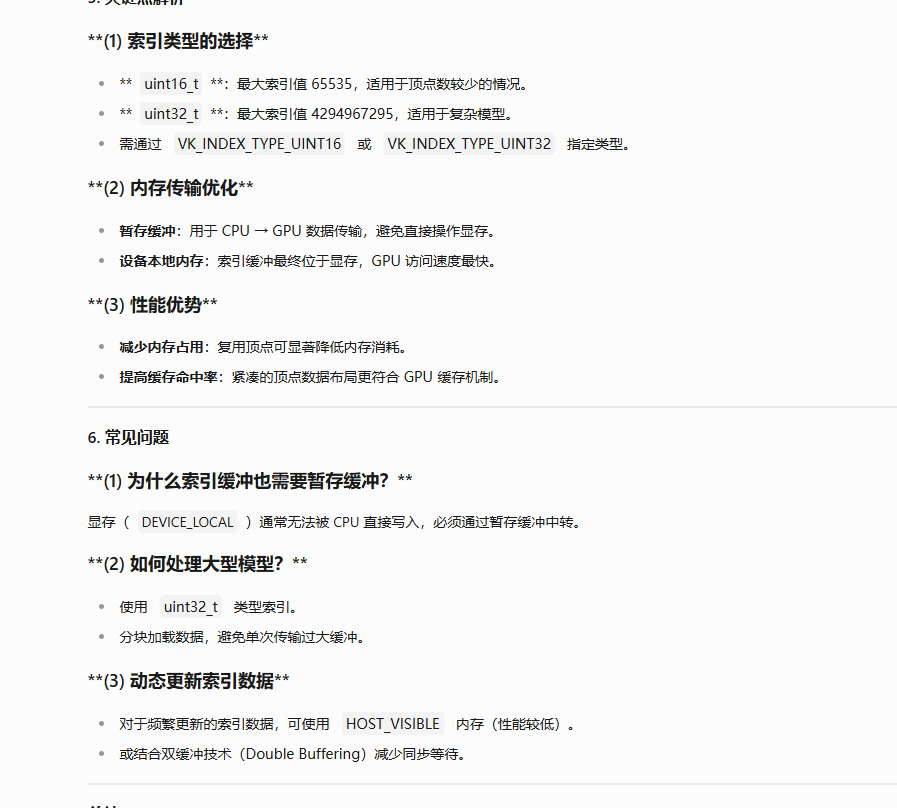 5. 关键点解析
**(1) 索引类型的选择**
** uint16_t **：最大索引值 65535，适用于顶点数较少的情况。
** uint32_t **：最大索引值 4294967295，适用于复杂模型。
需通过 VK_INDEX_TYPE_UINT16 或 VK_INDEX_TYPE_UINT32 指定类型。
**(2) 内存传输优化**
暂存缓冲：用于 CPU → GPU 数据传输，避免直接操作显存。
设备本地内存：索引缓冲最终位于显存，GPU 访问速度最快。
**(3) 性能优势**
减少内存占用：复用顶点可显著降低内存消耗。
提高缓存命中率：紧凑的顶点数据布局更符合 GPU 缓存机制。
6. 常见问题
**(1) 为什么索引缓冲也需要暂存缓冲？**
显存（ DEVICE_LOCAL ）通常无法被 CPU 直接写入，必须通过暂存缓冲中转。
**(2) 如何处理大型模型？**
使用 uint32_t 类型索引。
分块加载数据，避免单次传输过大缓冲。
**(3) 动态更新索引数据**
对于频繁更新的索引数据，可使用 HOST_VISIBLE 内存（性能较低）。
或结合双缓冲技术（Double Buffering）减少同步等待。